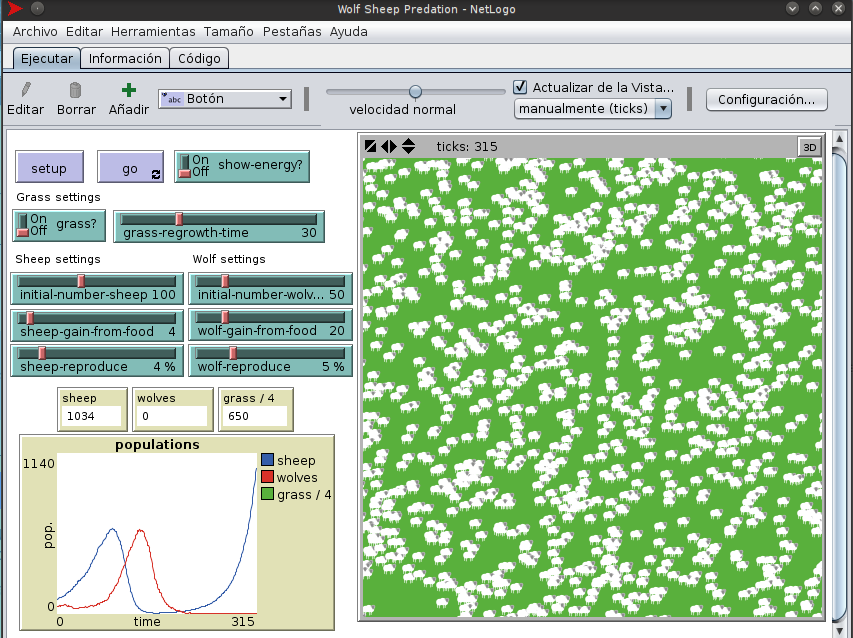 Wolf Sheep Predation - NetLogo
Archivo Editar Herramientas Tamaño Pestañas Ayuda
Ejecutar Información Código
Editar Borrar Añadir
abc Botón
velocidad normal
Actualizar de la Vista...
manualmente (ticks)
Configuración...
setup go
On
Off
show-energy?
ticks: 315
3D
Grass settings
On
Off
grass?
grass-regrowth-time 30
Sheep settings
Wolf settings
initial-number-sheep 100
initial-number-wolv... 50
sheep-gain-from-food 4
wolf-gain-from-food 20
sheep-reproduce 4 %
wolf-reproduce 5 %
sheep
1034
wolves
0
grass / 4
650
populations
1140
pop.
0
0 time 315
sheep
wolves
grass / 4